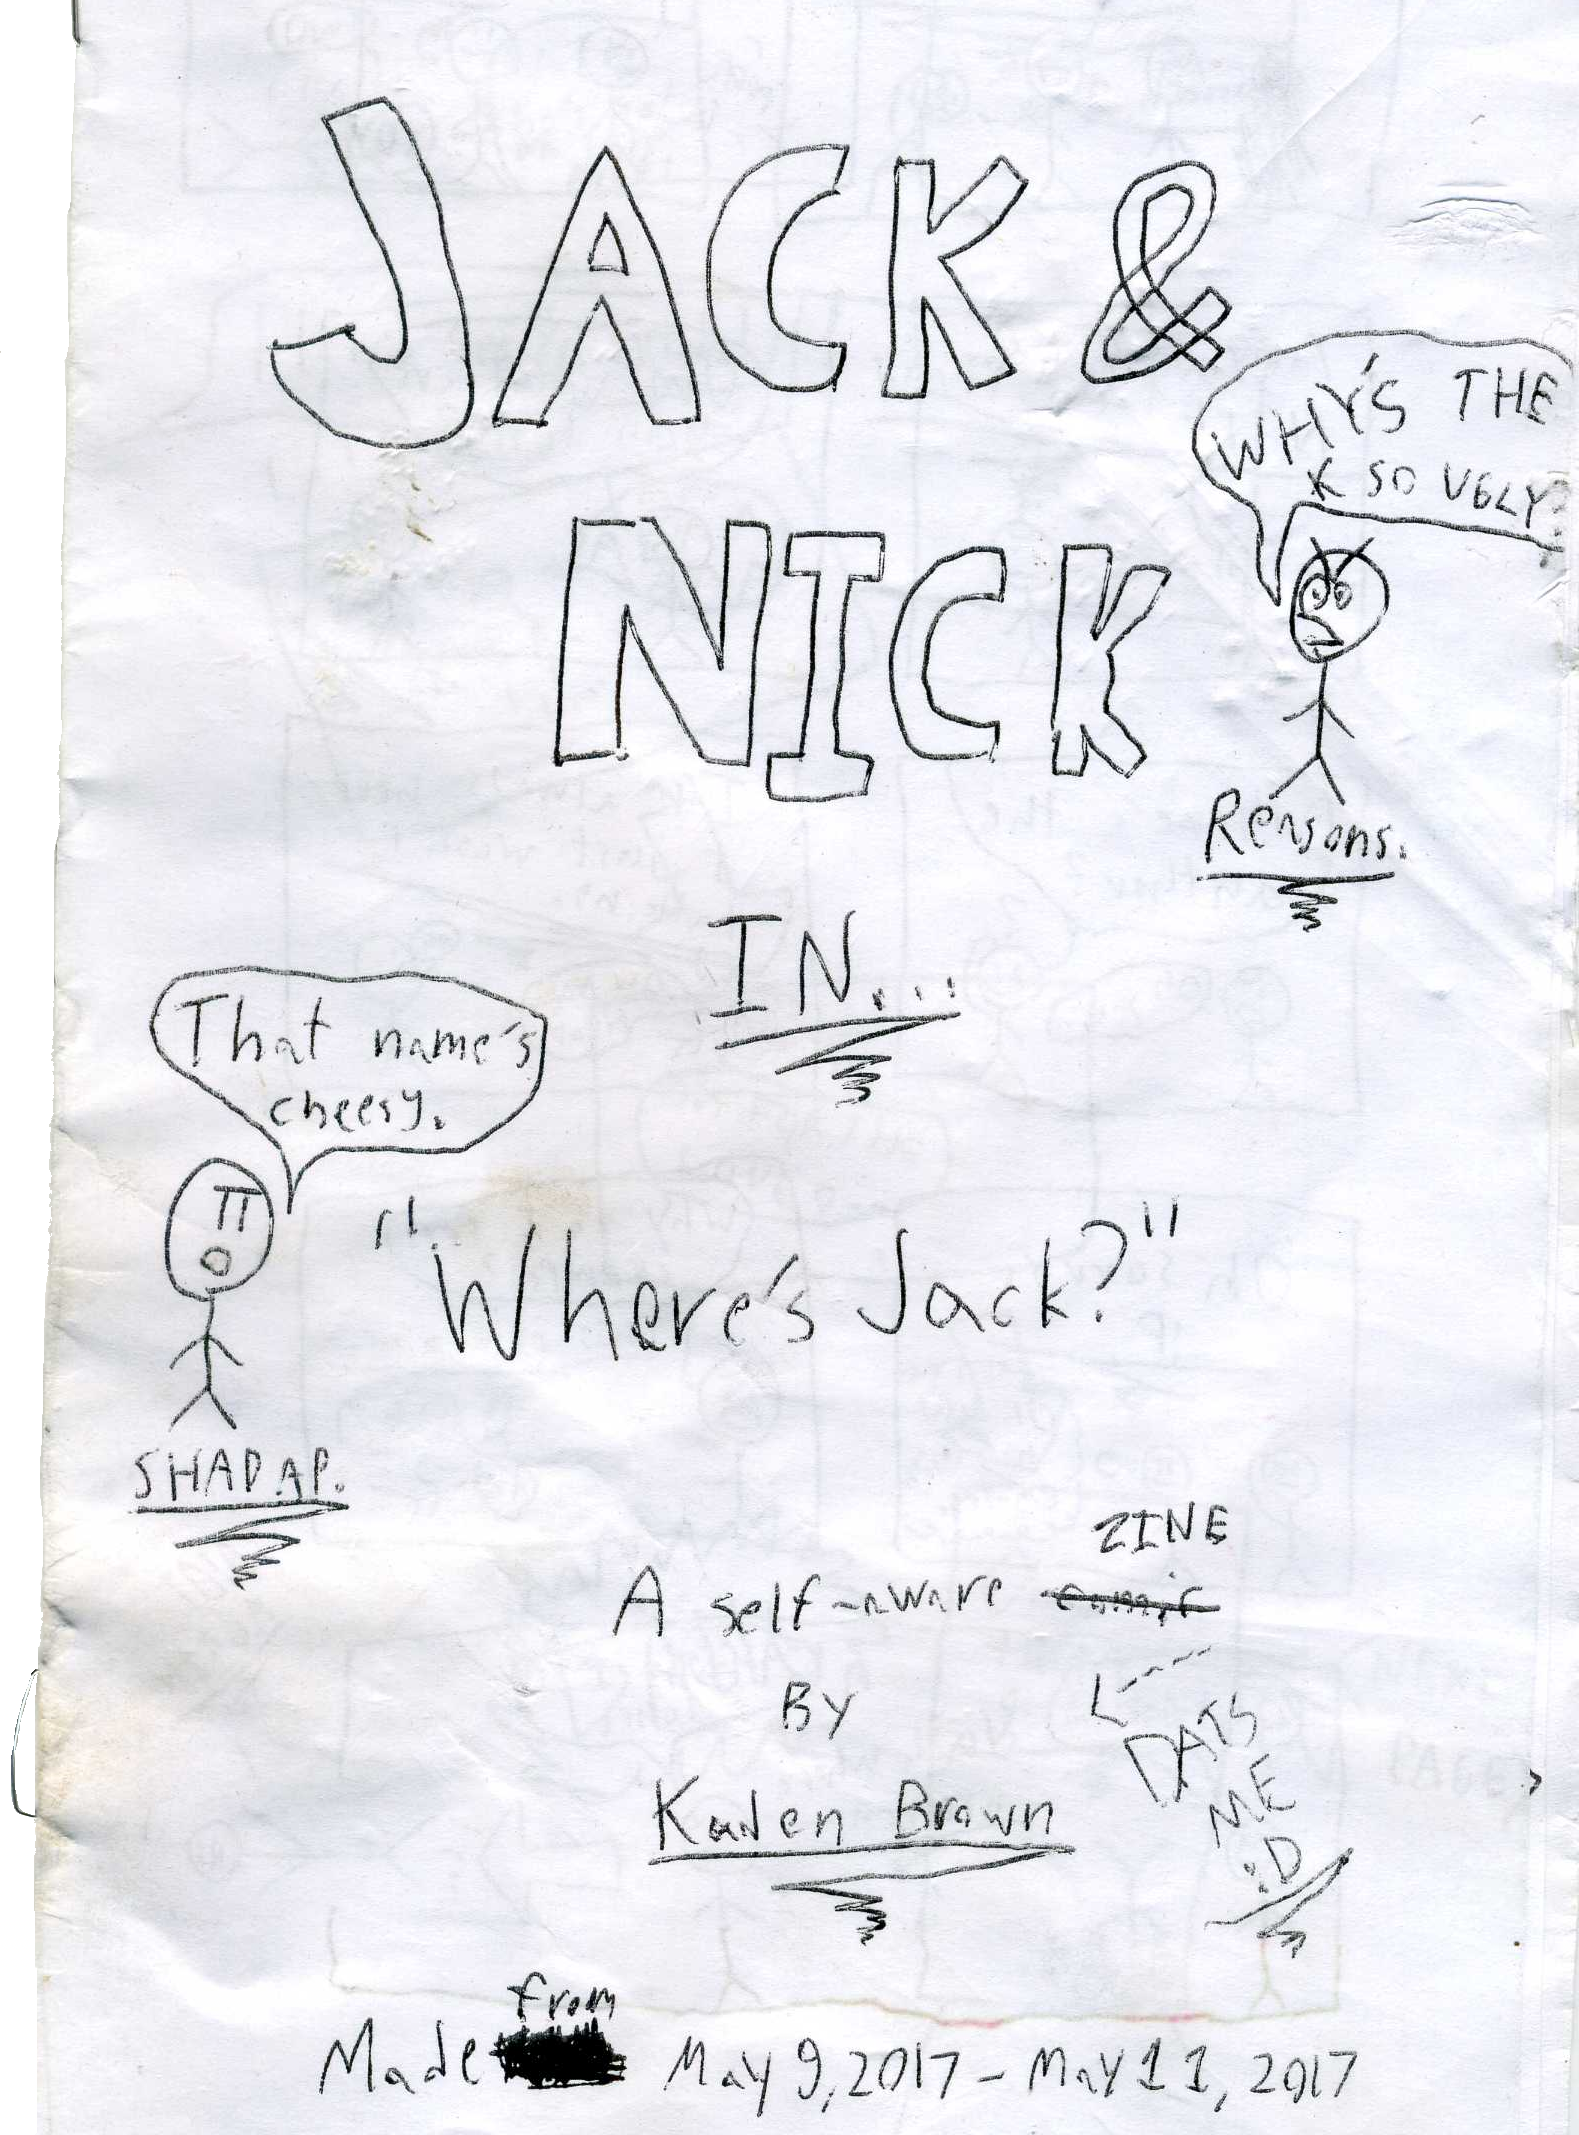 JACK &
WHY'S THE
K SO UGLY?
NICK
Reasons.
IN...
That name's
cheesy.
"Where's Jack?"
SHADAP.
ZINE
A self-aware comic
BY
DATS
ME
:D
Kaden Brown
from
Made May 9, 2017 - May 11, 2017